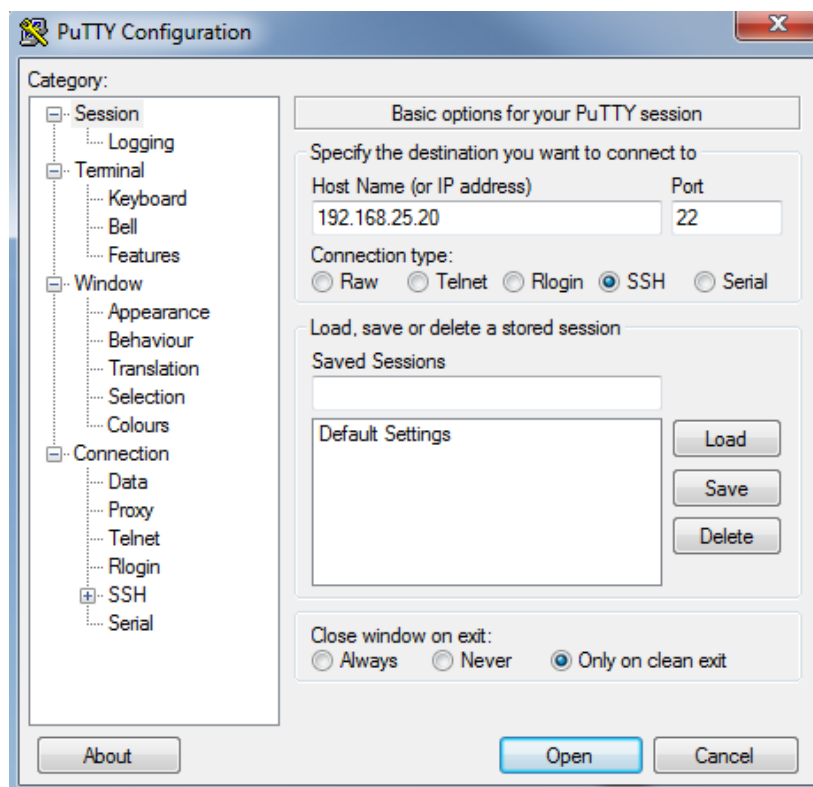 PuTTY Configuration
Category:
Session
Logging
Terminal
Keyboard
Bell
Features
Window
Appearance
Behaviour
Translation
Selection
Colours
Connection
Data
Proxy
Telnet
Rlogin
SSH
Serial
Basic options for your PuTTY session
Specify the destination you want to connect to
Host Name (or IP address) Port
192.168.25.20 22
Connection type:
Raw Telnet Rlogin SSH Serial
Load, save or delete a stored session
Saved Sessions
Default Settings
Load
Save
Delete
Close window on exit:
Always Never Only on clean exit
About Open Cancel